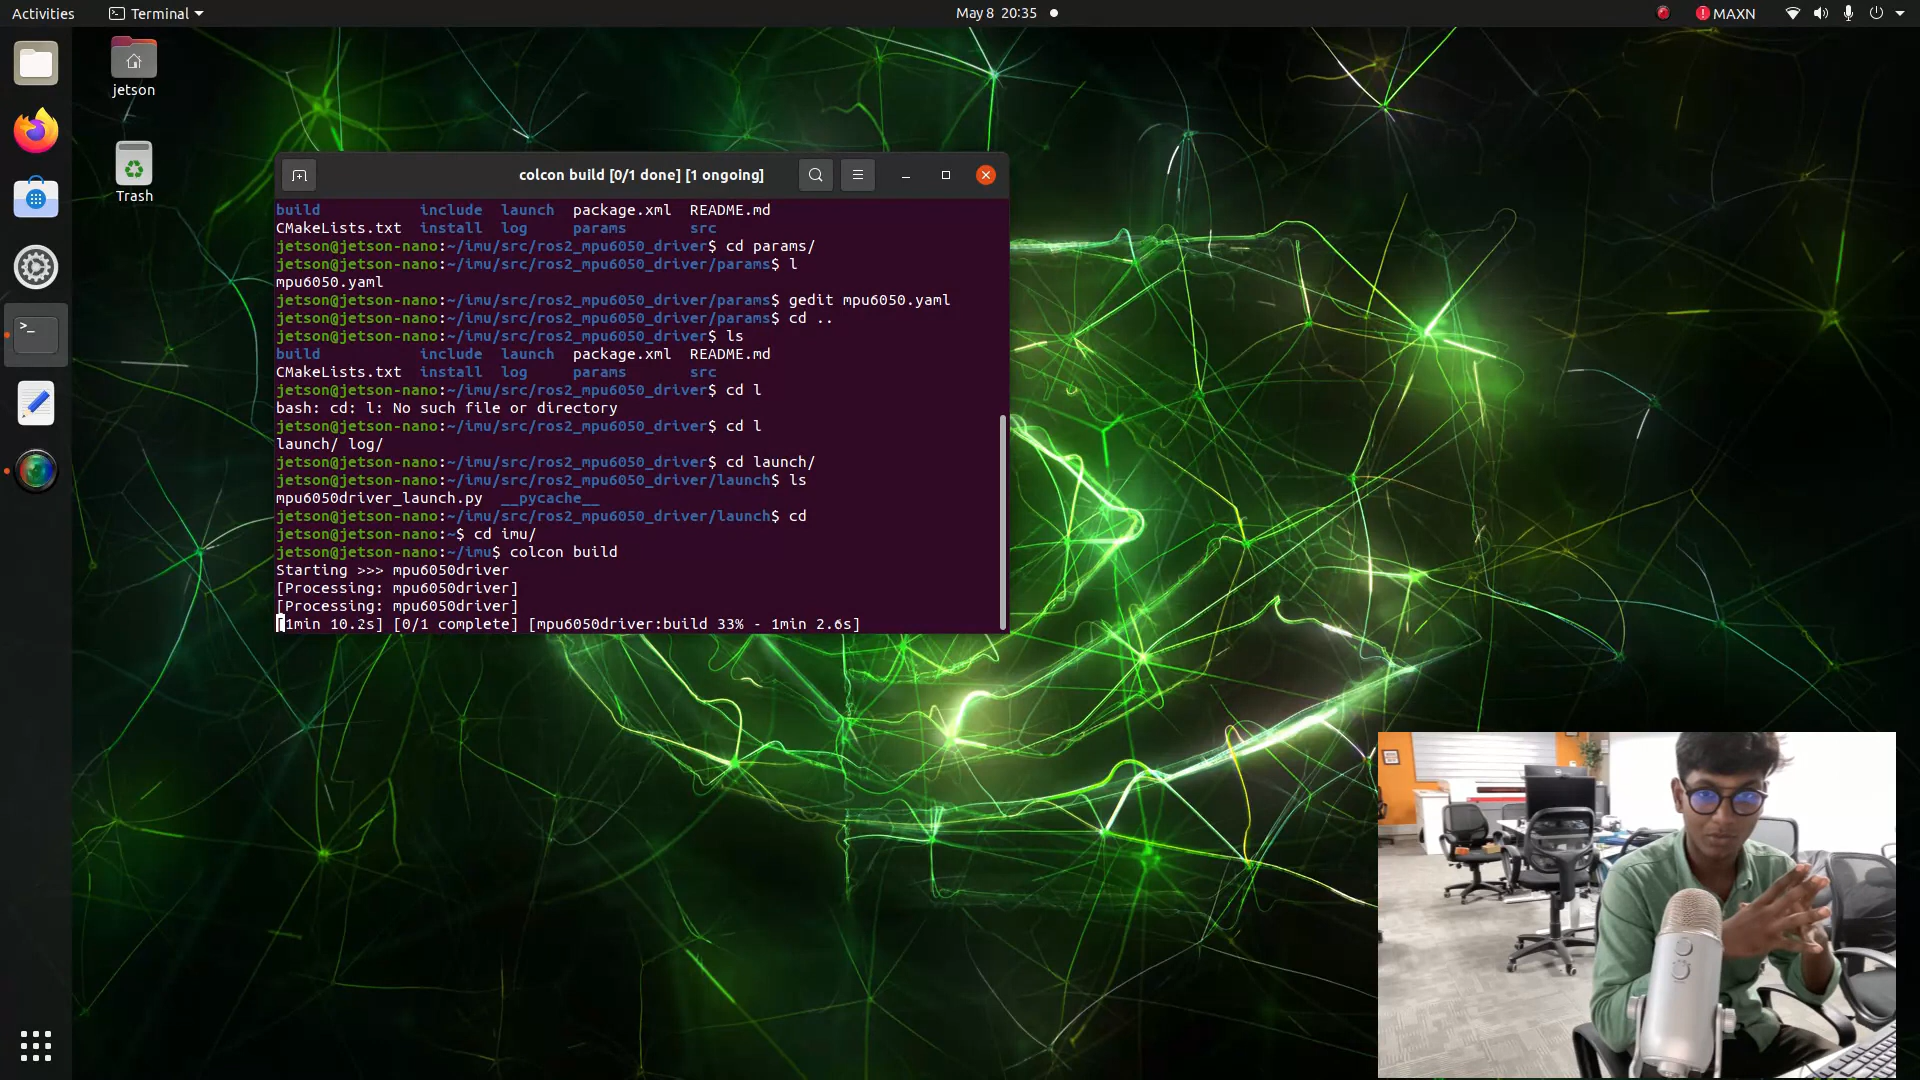 Activities
Terminal
May 8 20:35
MAXN
jetson
Trash
colcon build [0/1 done] [1 ongoing]
build include launch package.xml README.md
CMakeLists.txt install log params src
jetson@jetson-nano:~/imu/src/ros2_mpu6050_driver$ cd params/
jetson@jetson-nano:~/imu/src/ros2_mpu6050_driver/params$ l
mpu6050.yaml
jetson@jetson-nano:~/imu/src/ros2_mpu6050_driver/params$ gedit mpu6050.yaml
jetson@jetson-nano:~/imu/src/ros2_mpu6050_driver/params$ cd ..
jetson@jetson-nano:~/imu/src/ros2_mpu6050_driver$ ls
build include launch package.xml README.md
CMakeLists.txt install log params src
jetson@jetson-nano:~/imu/src/ros2_mpu6050_driver$ cd l
bash: cd: l: No such file or directory
jetson@jetson-nano:~/imu/src/ros2_mpu6050_driver$ cd l
launch/ log/
jetson@jetson-nano:~/imu/src/ros2_mpu6050_driver$ cd launch/
jetson@jetson-nano:~/imu/src/ros2_mpu6050_driver/launch$ ls
mpu6050driver_launch.py __pycache__
jetson@jetson-nano:~/imu/src/ros2_mpu6050_driver/launch$ cd
jetson@jetson-nano:~$ cd imu/
jetson@jetson-nano:~/imu$ colcon build
Starting >>> mpu6050driver
[Processing: mpu6050driver]
[Processing: mpu6050driver]
[1min 10.2s] [0/1 complete] [mpu6050driver:build 33% - 1min 2.6s]